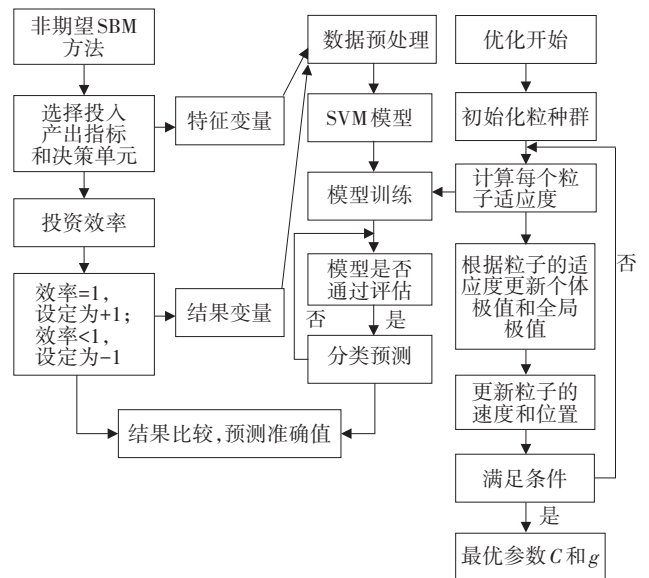 非期望SBM
方法
选择投入
产出指标
和决策单元
投资效率
效率=1，
设定为+1；
效率<1，
设定为−1
特征变量
结果变量
数据预处理
SVM模型
模型训练
模型是否
通过评估
否
是
分类预测
结果比较，预测准确值
优化开始
初始化粒种群
计算每个粒
子适应度
根据粒子的适
应度更新个体
极值和全局
极值
否
更新粒子的
速度和位置
满足条件
是
最优参数C和g